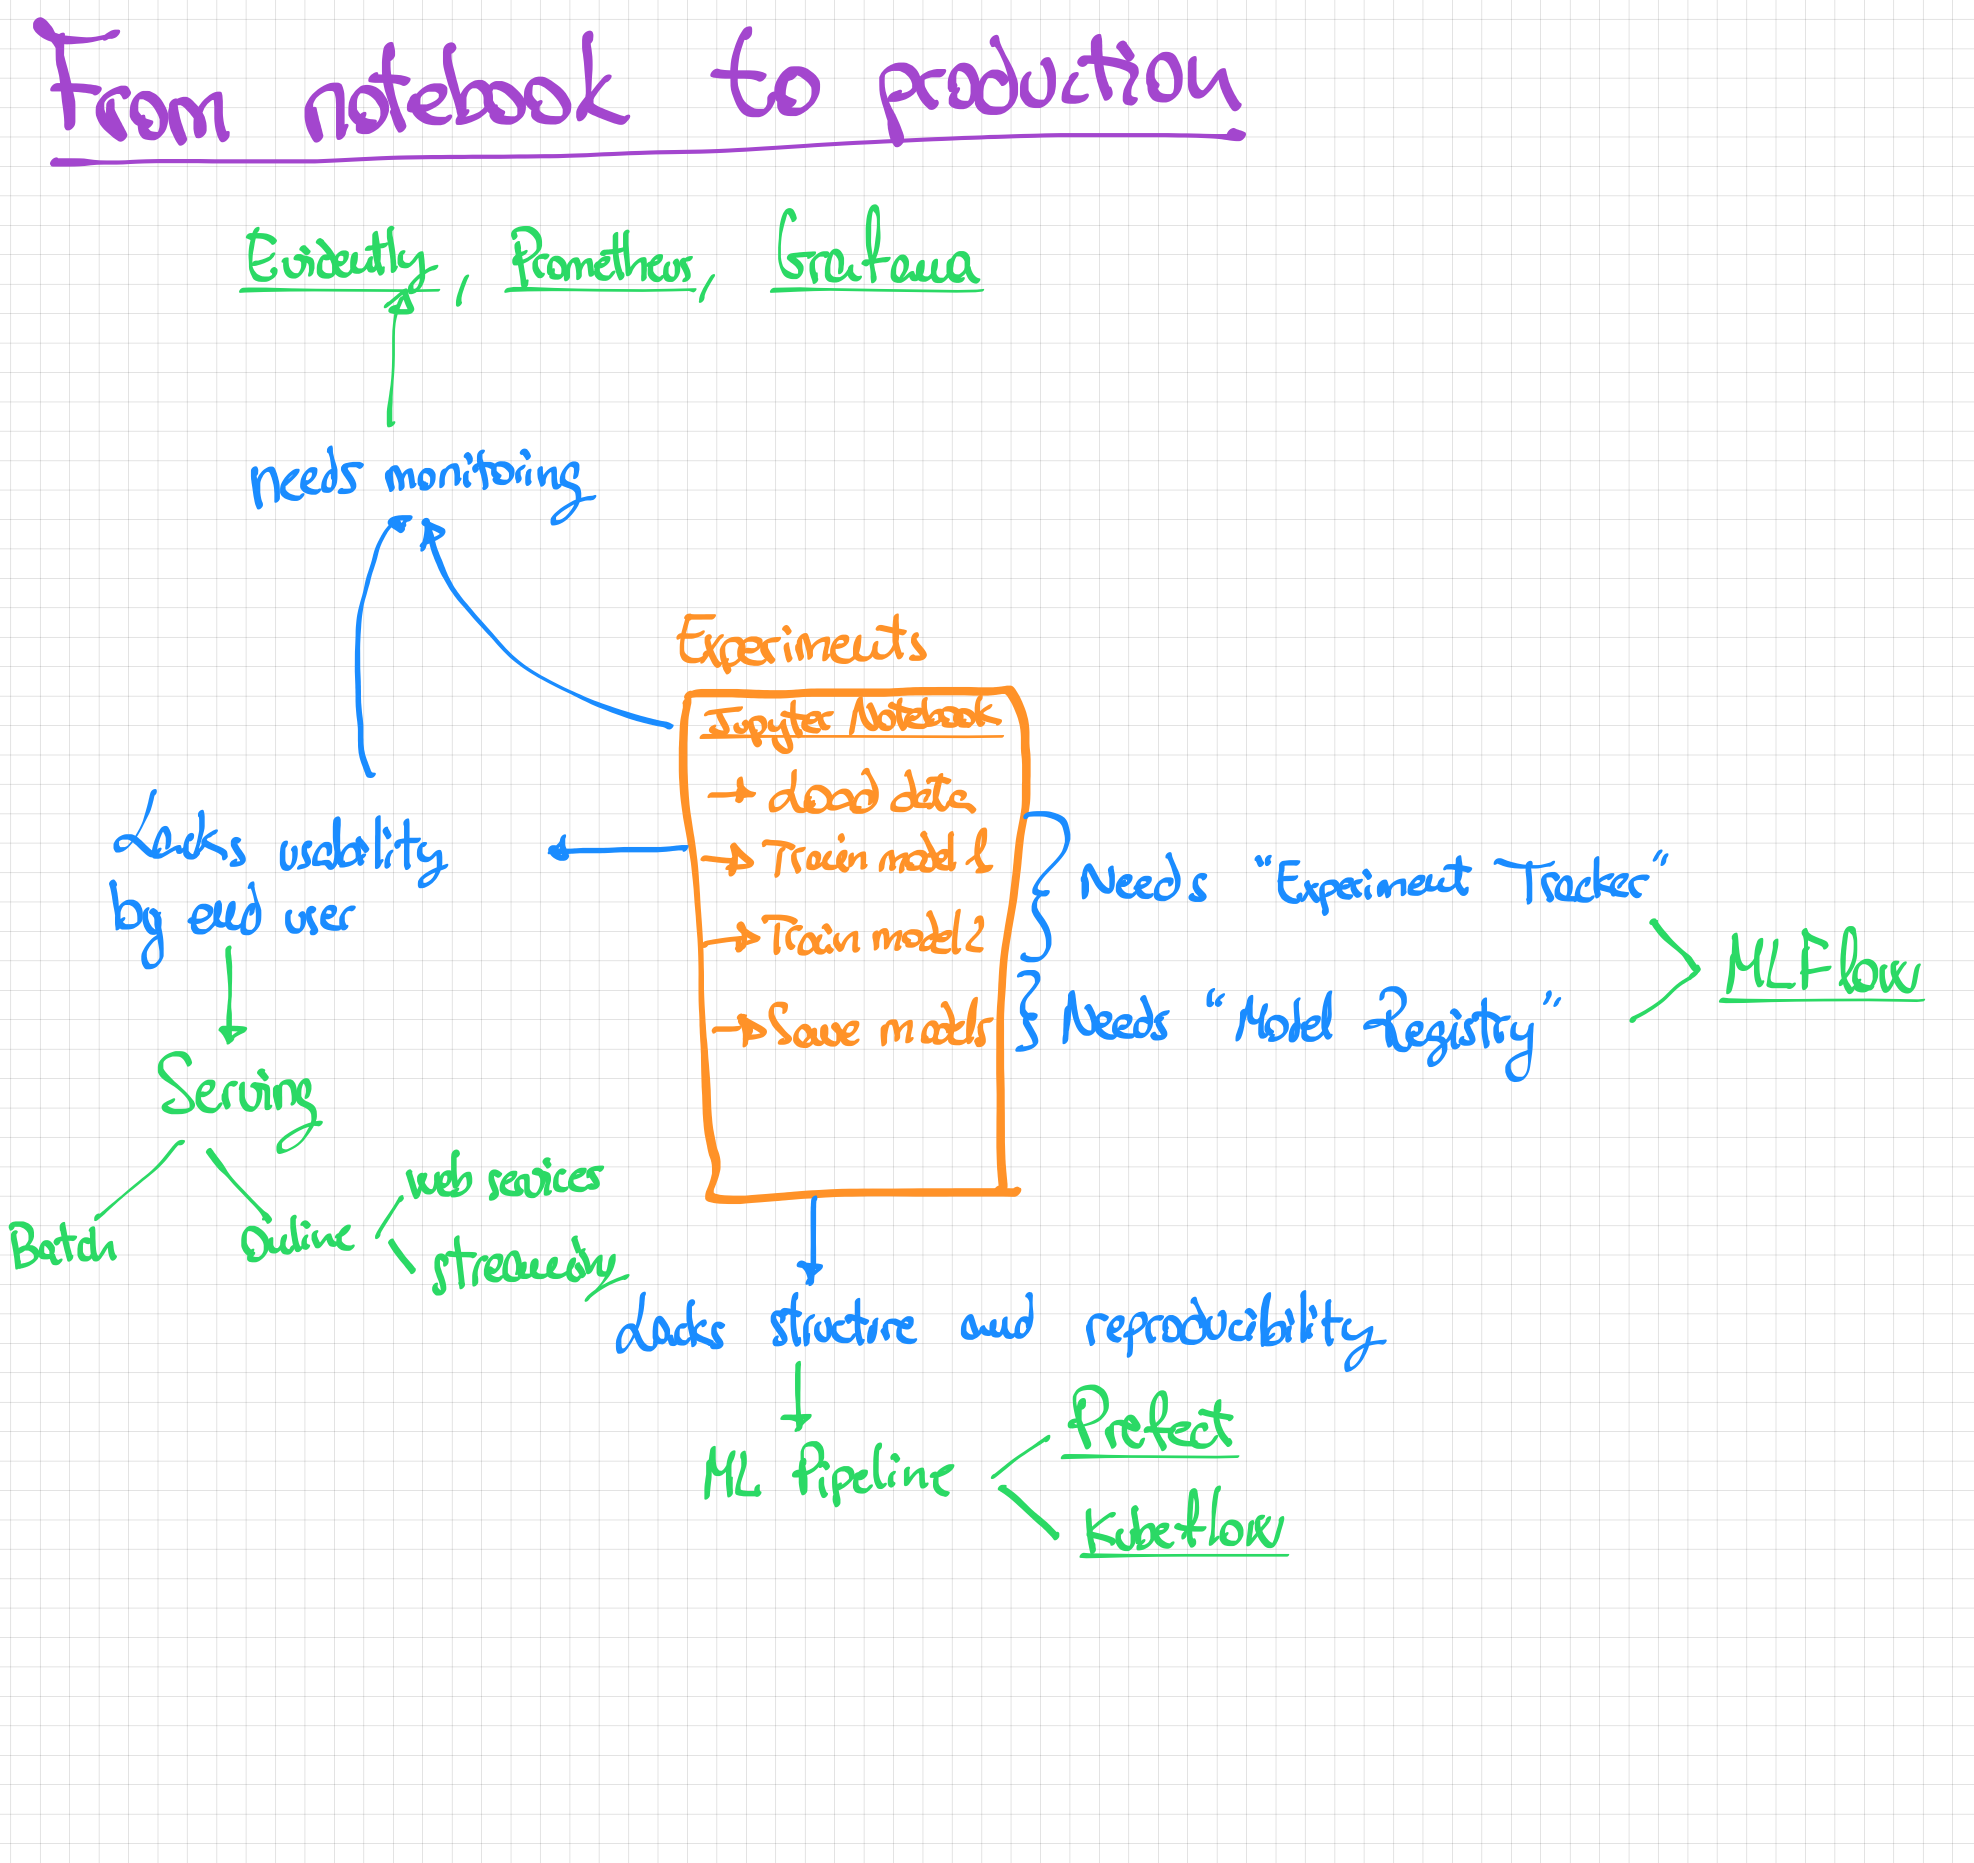 From notebook to production
Evidently, Prometheus, Grafana
needs monitoring
Experiments
Jupyter Notebook
→ Load data
→ Train model 1
→ Train model 2
→ Save models
Lacks usability
by end user
Needs "Experiment Tracker"
Needs "Model Registry"
MLFlow
Serving
Batch
Online
web services
streaming
Lacks structure and reproducibility
ML Pipeline
Prefect
Kubeflow